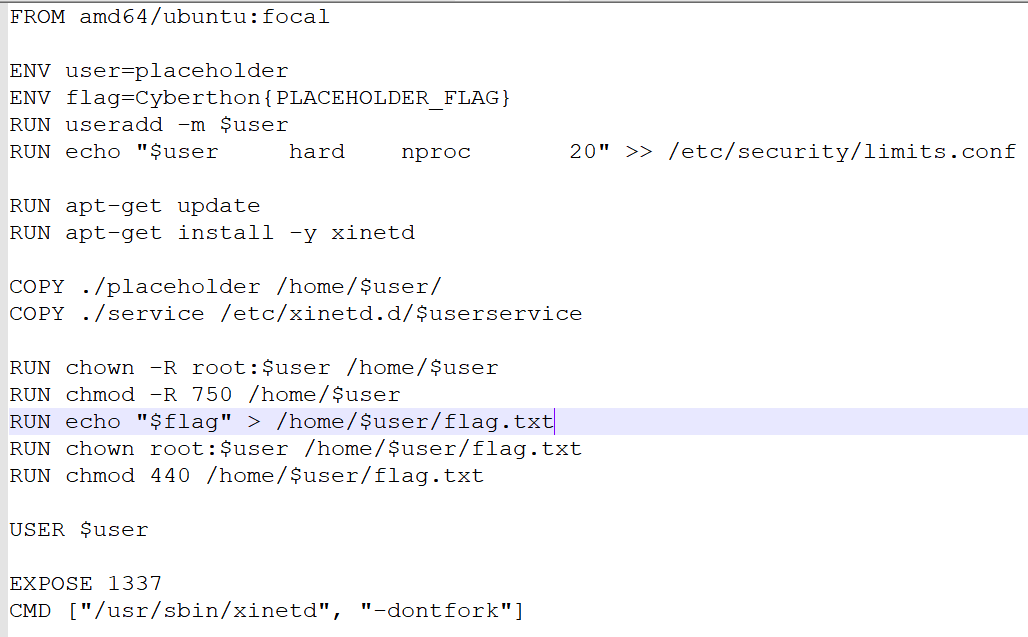 FROM amd64/ubuntu:focal
ENV user=placeholder
ENV flag=Cyberthon{PLACEHOLDER_FLAG}
RUN useradd -m $user
RUN echo "$user     hard    nproc       20" >> /etc/security/limits.conf
RUN apt-get update
RUN apt-get install -y xinetd
COPY ./placeholder /home/$user/
COPY ./service /etc/xinetd.d/$userservice
RUN chown -R root:$user /home/$user
RUN chmod -R 750 /home/$user
RUN echo "$flag" > /home/$user/flag.txt
RUN chown root:$user /home/$user/flag.txt
RUN chmod 440 /home/$user/flag.txt
USER $user
EXPOSE 1337
CMD ["/usr/sbin/xinetd", "-dontfork"]